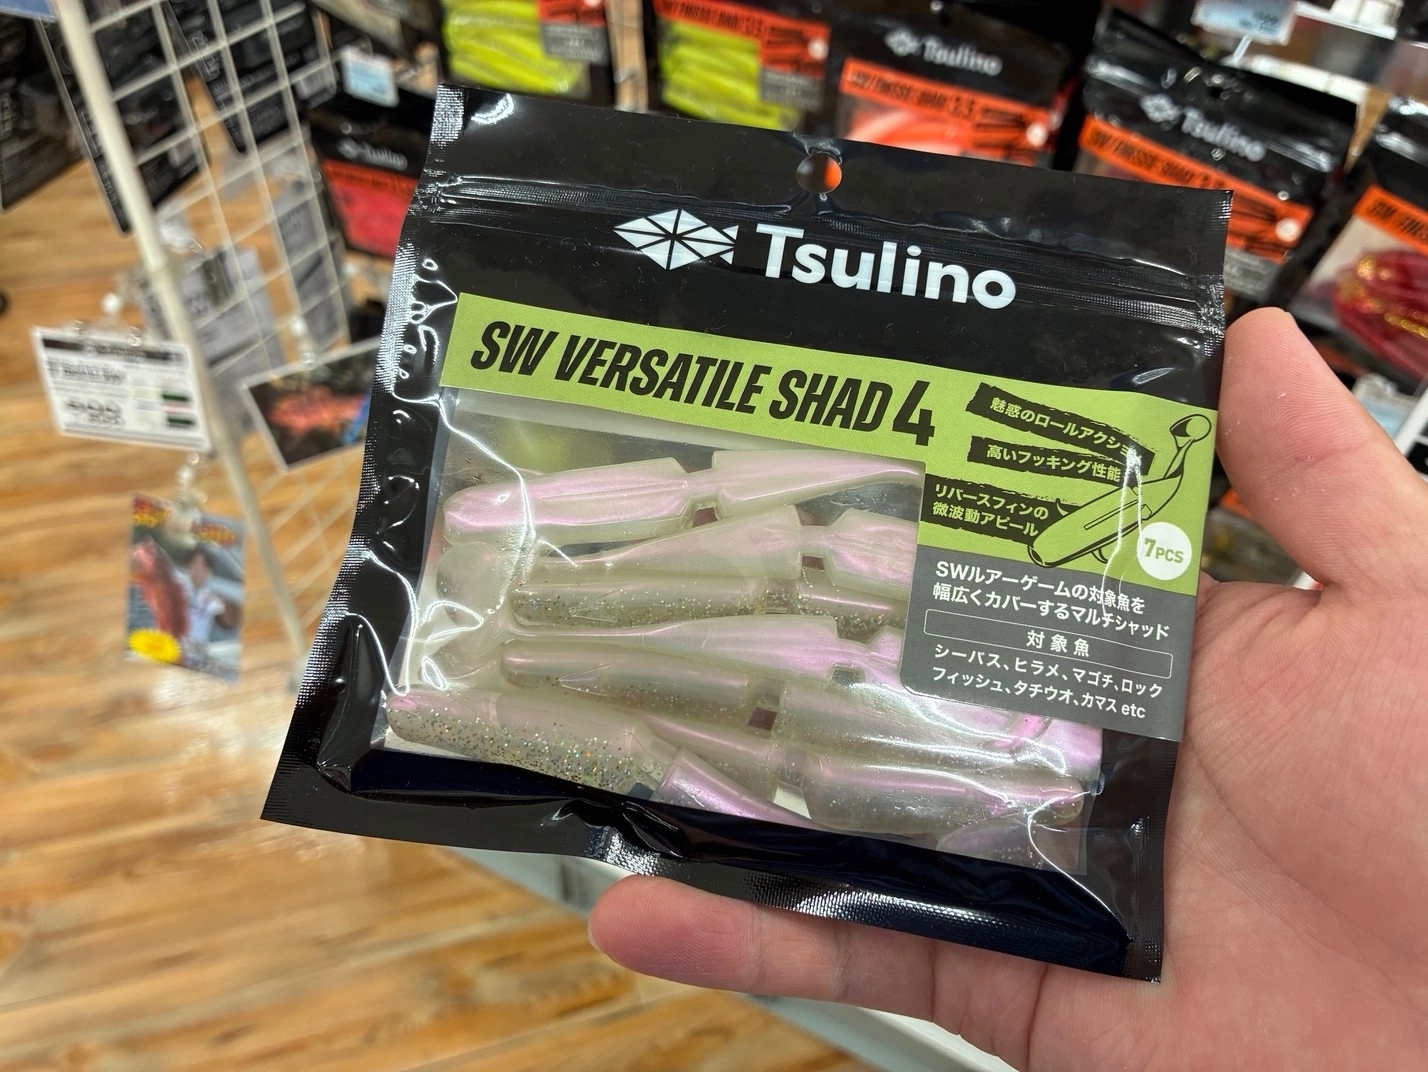 Tsulino
Tsulino
Tsulino
Tsulino
SW VERSATILE SHAD 4
魅惑のロールアクション
高いフッキング性能
リバースフィンの
微波動アピール
7PCS
SWルアーゲームの対象魚を
幅広くカバーするマルチシャッド
対象魚
シーバス、ヒラメ、マゴチ、ロック
フィッシュ、タチウオ、カマス etc